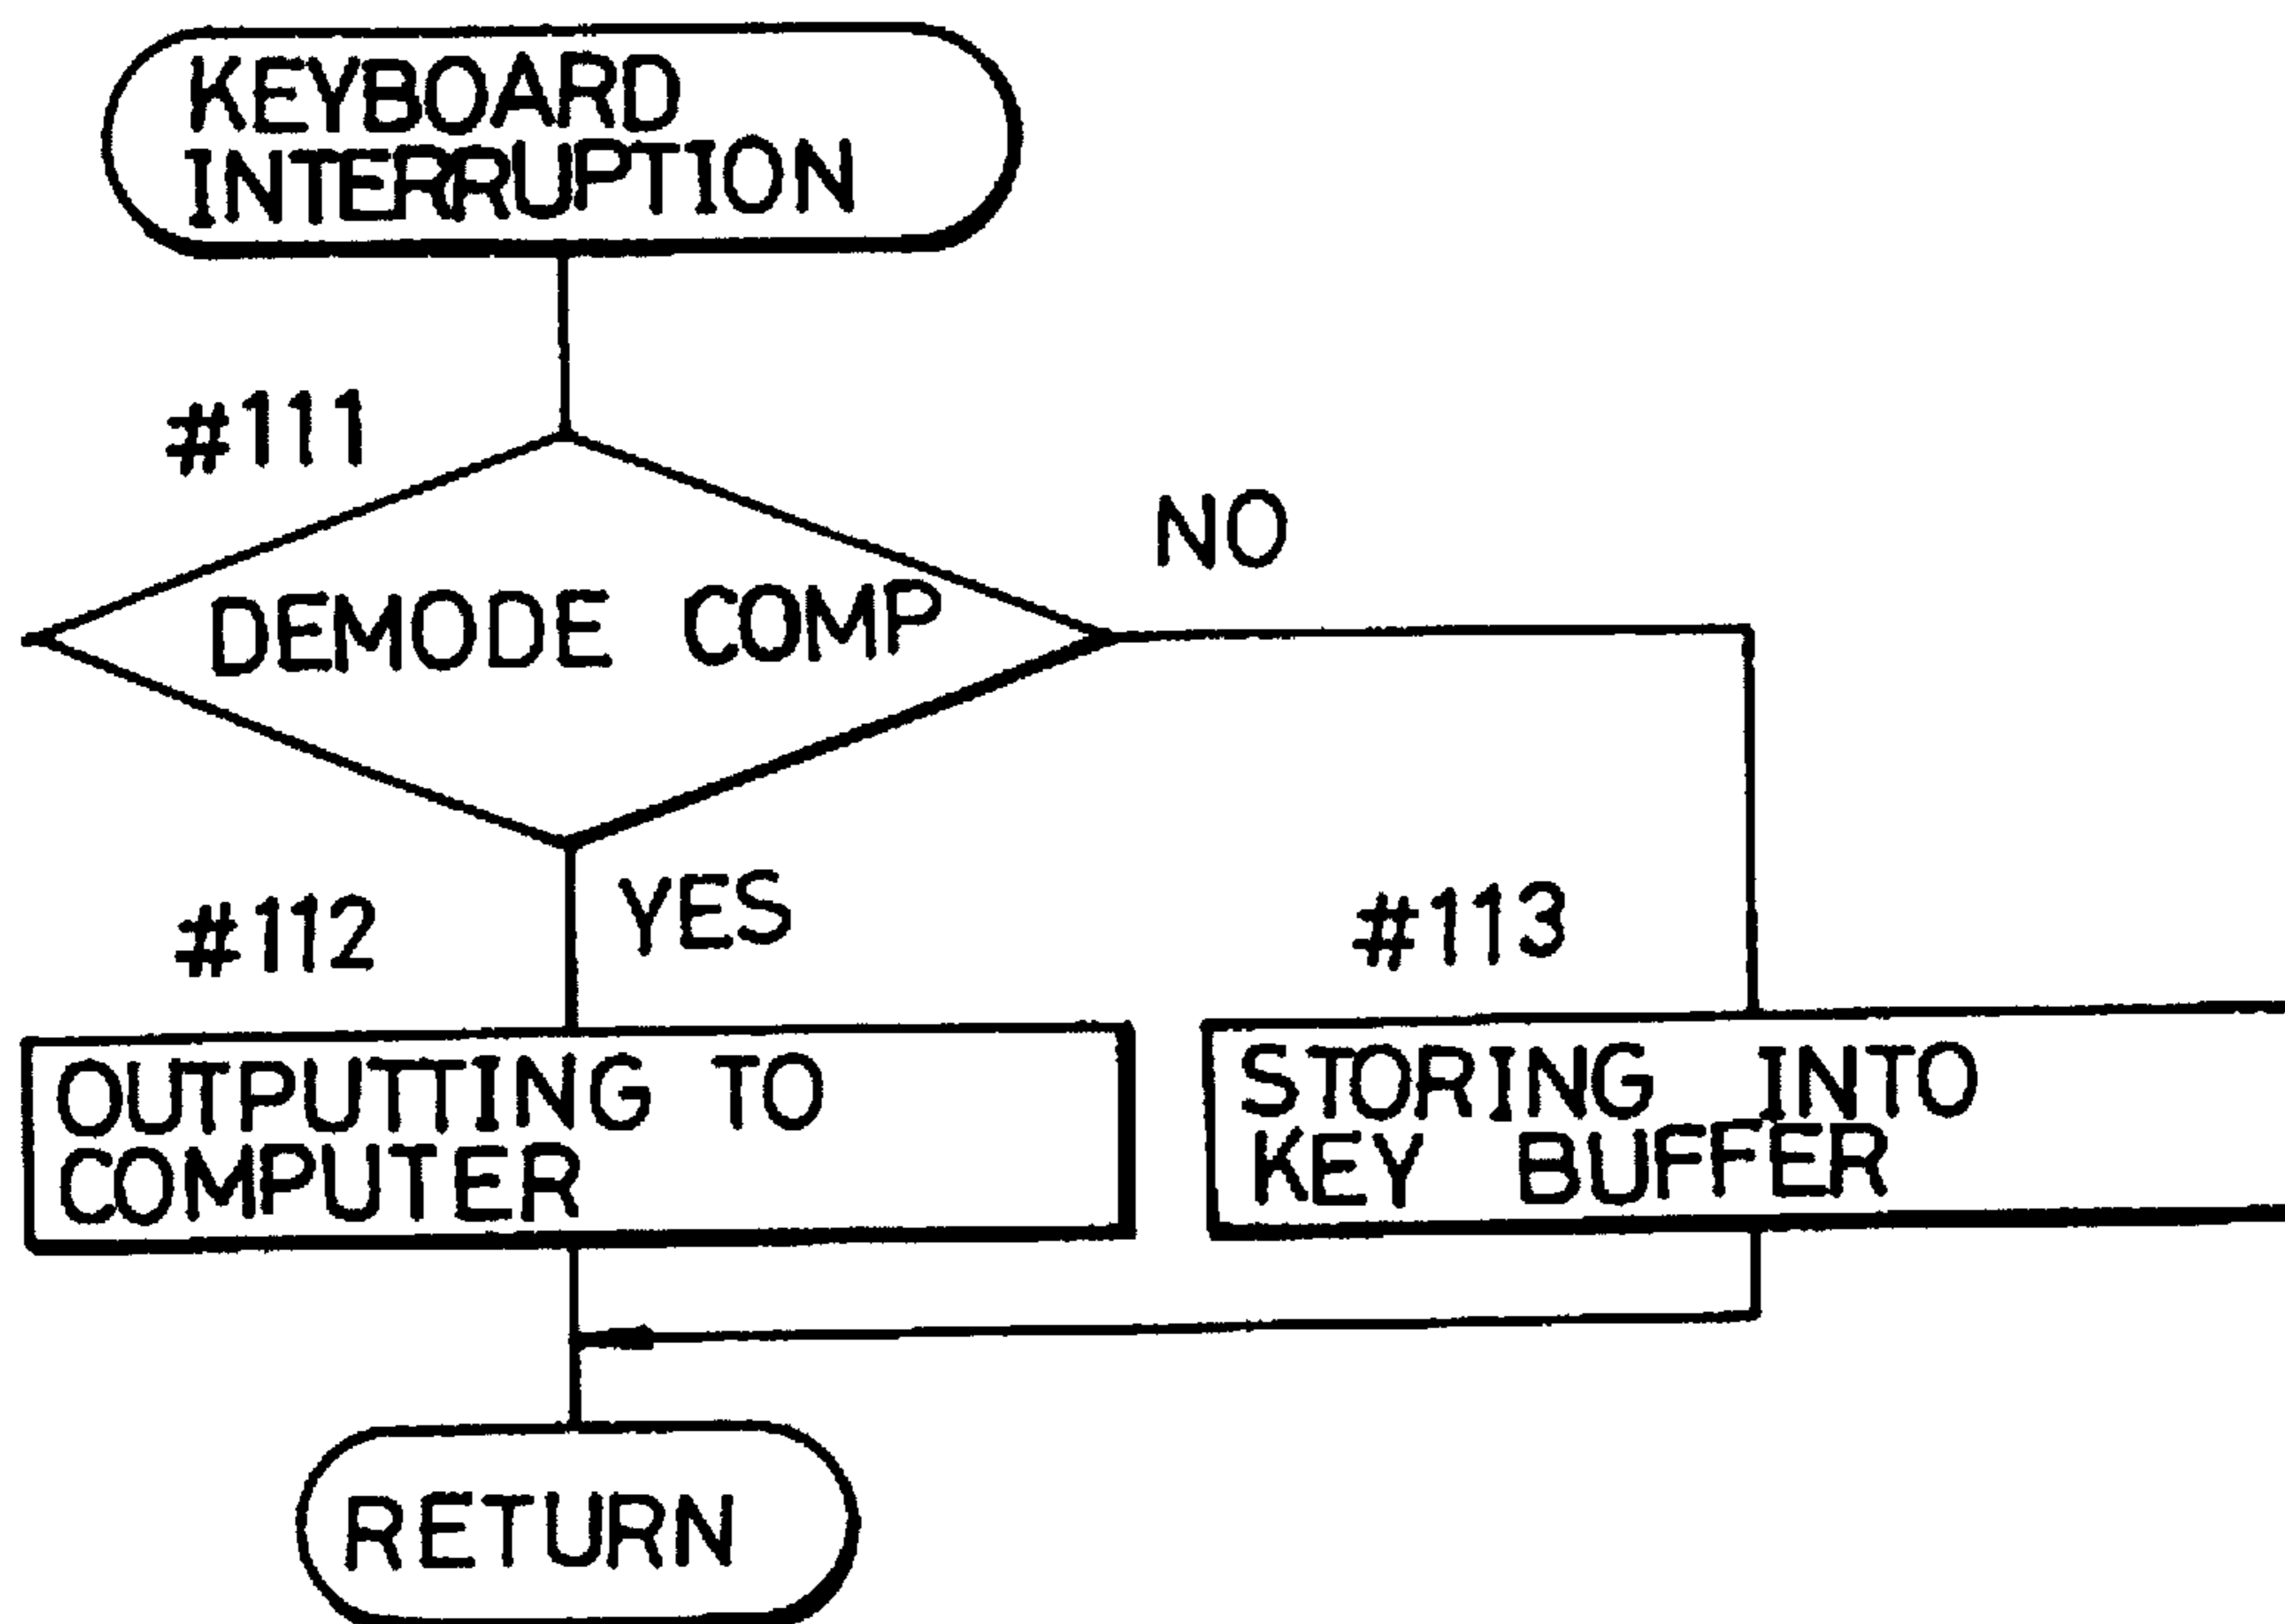 KEYBOARD
INTERRUPTION
#111
NO
DEMODE COMP
YES
#112
#113
OUTPUTTING TO
COMPUTER
STORING INTO
KEY BUFFER
RETURN